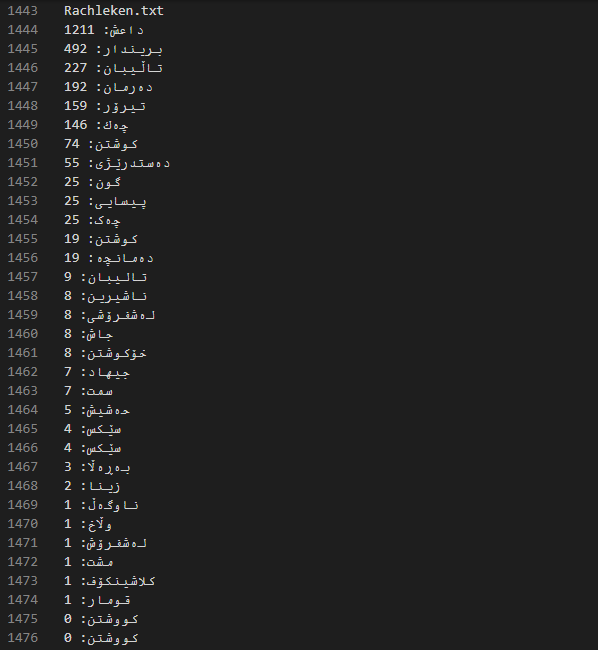 1443 Rachleken.txt
1444 داعش: 1211
1445 بریندار: 492
1446 تاڵیبان: 227
1447 دەرمان: 192
1448 تیرۆر: 159
1449 چەك: 146
1450 کوشتن: 74
1451 دەستدرێژی: 55
1452 گون: 25
1453 پیسایی: 25
1454 چەک: 25
1455 كوشتن: 19
1456 دەمانچە: 19
1457 تالیبان: 9
1458 ناشیرین: 8
1459 لەشفرۆشی: 8
1460 جاش: 8
1461 خۆکوشتن: 8
1462 جیهاد: 7
1463 سمت: 7
1464 حەشیش: 5
1465 سێکس: 4
1466 سێکس: 4
1467 بەڕەڵا: 3
1468 زینا: 2
1469 ناوگەڵ: 1
1470 وڵاخ: 1
1471 لەشفرۆش: 1
1472 مشت: 1
1473 کلاشینکۆف: 1
1474 قومار: 1
1475 کووشتن: 0
1476 کووشتن: 0